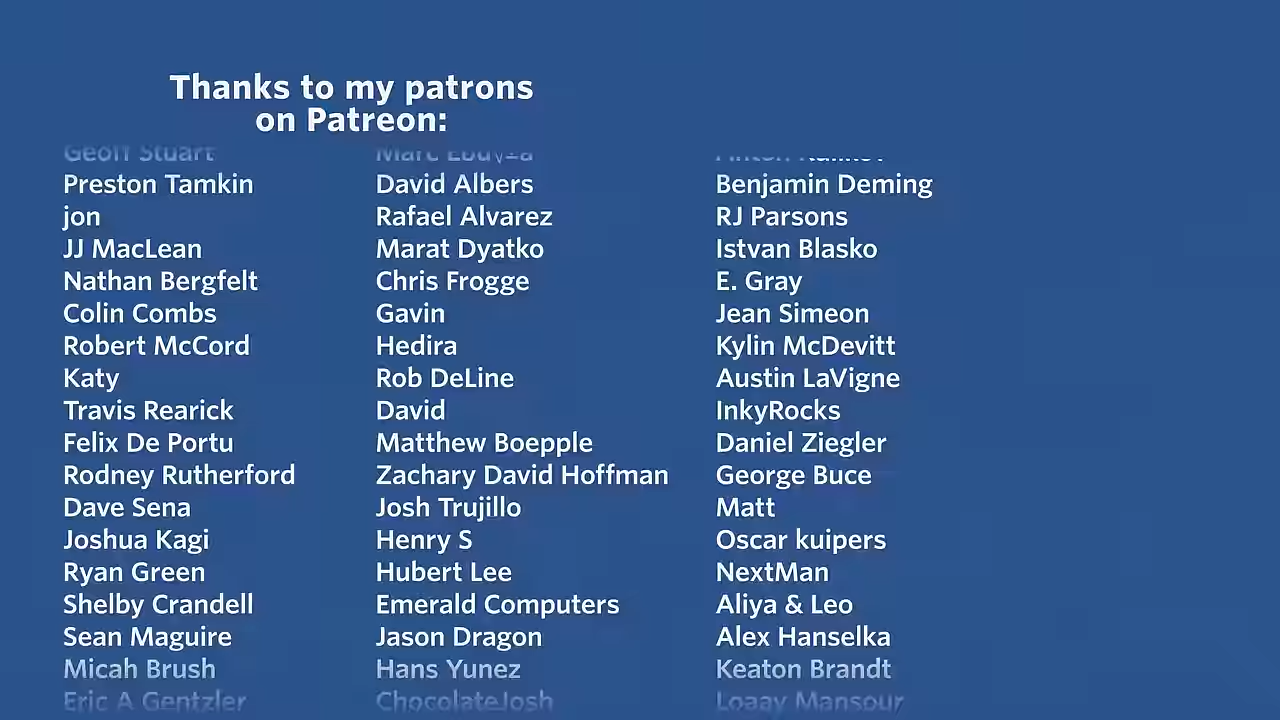 Thanks to my patrons
on Patreon:
Geoff Stuart
Preston Tamkin
jon
JJ MacLean
Nathan Bergfelt
Colin Combs
Robert McCord
Katy
Travis Rearick
Felix De Portu
Rodney Rutherford
Dave Sena
Joshua Kagi
Ryan Green
Shelby Crandell
Sean Maguire
Micah Brush
Eric A Gentzler
Marc
David Albers
Rafael Alvarez
Marat Dyatko
Chris Frogge
Gavin
Hedira
Rob DeLine
David
Matthew Boepple
Zachary David Hoffman
Josh Trujillo
Henry S
Hubert Lee
Emerald Computers
Jason Dragon
Hans Yunez
ChocolateJosh
Benjamin Deming
RJ Parsons
Istvan Blasko
E. Gray
Jean Simeon
Kylin McDevitt
Austin LaVigne
InkyRocks
Daniel Ziegler
George Buce
Matt
Oscar kuipers
NextMan
Aliya & Leo
Alex Hanselka
Keaton Brandt
Loaay Mansour